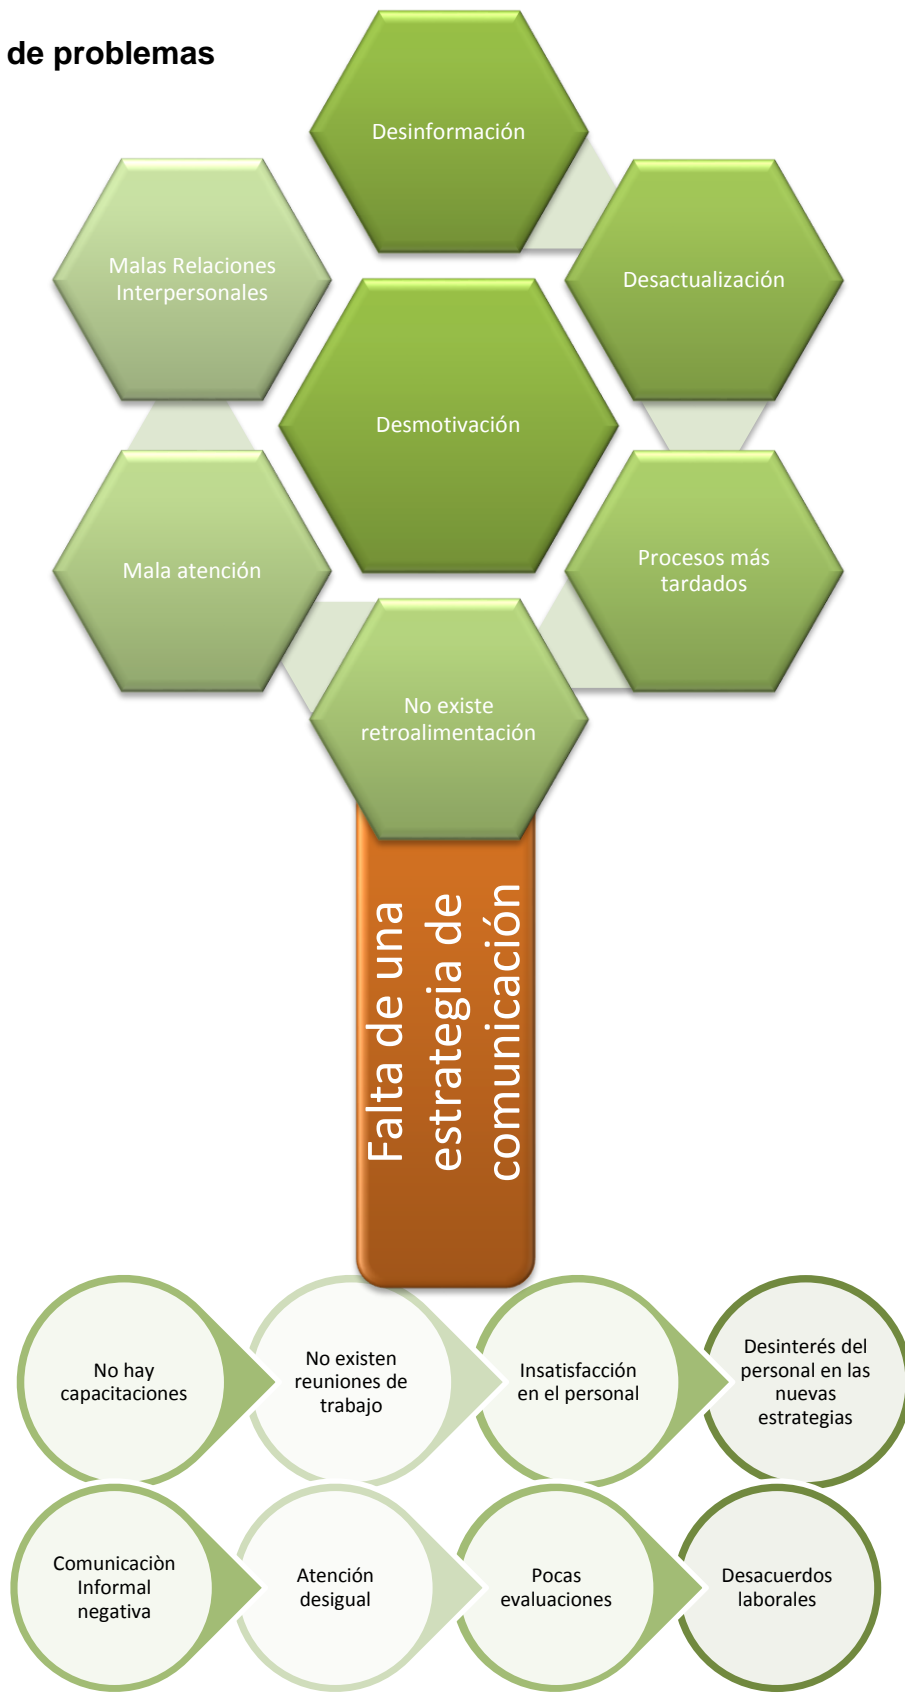 de problemas
Desinformación
Malas Relaciones
Interpersonales
Desactualización
Desmotivación
Mala atención
Procesos más
tardados
No existe
retroalimentación
Falta de una
estrategia de
comunicación
No hay
capacitaciones
No existen
reuniones de
trabajo
Insatisfacción
en el personal
Desinterés del
personal en las
nuevas
estrategias
Comunicaciòn
Informal
negativa
Atención
desigual
Pocas
evaluaciones
Desacuerdos
laborales